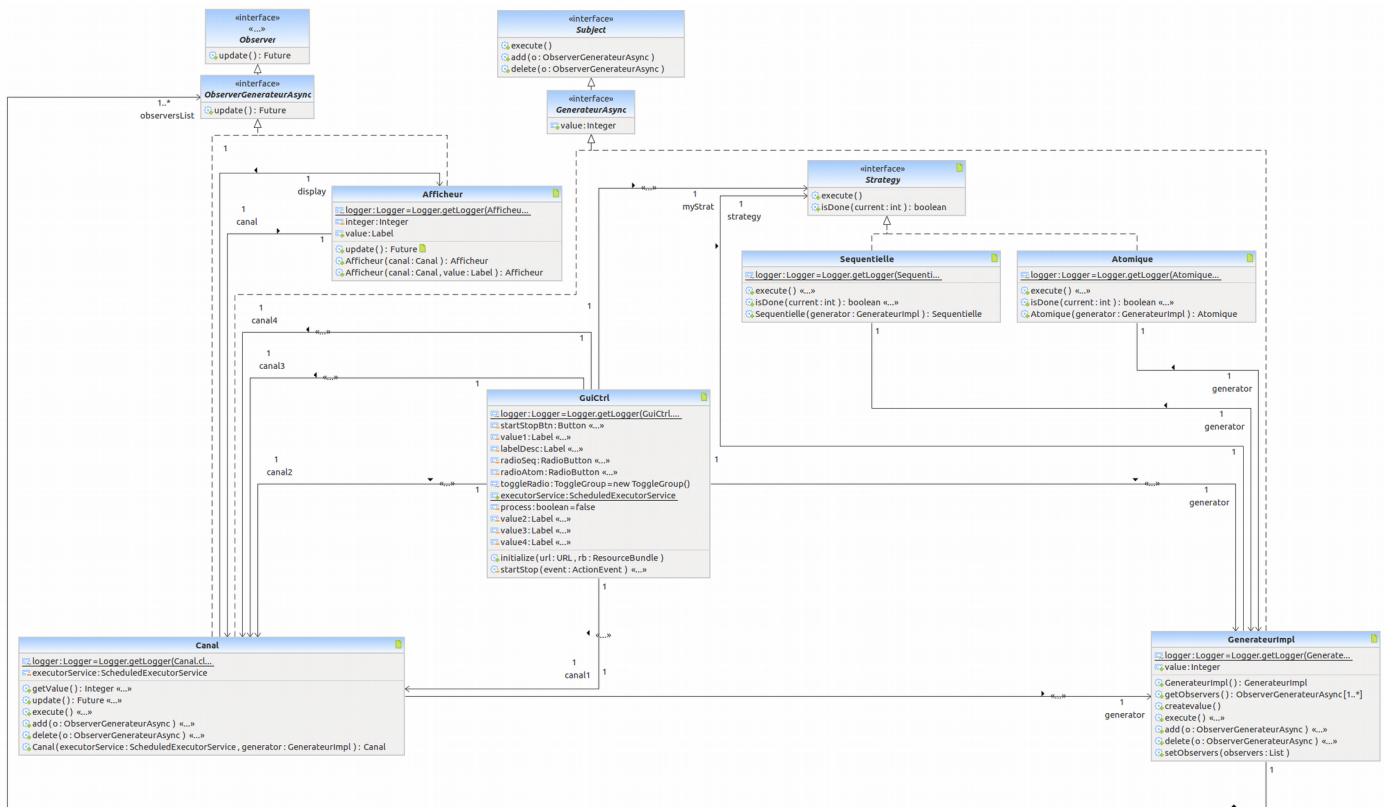 «interface»
«...»
Observer
update() : Future
«interface»
ObserverGenerateurAsync
update() : Future
1..*
observersList
«interface»
Subject
execute()
add(o : ObserverGenerateurAsync)
delete(o : ObserverGenerateurAsync)
«interface»
GenerateurAsync
value : Integer
1
1
display
1
canal
1
Afficheur
logger : Logger = Logger.getLogger(Afficheu...
integer : Integer
value : Label
update() : Future
Afficheur(canal : Canal) : Afficheur
Afficheur(canal : Canal, value : Label) : Afficheur
«...»
1
myStrat
1
strategy
«interface»
Strategy
execute()
isDone(current : int) : boolean
Sequentielle
logger : Logger = Logger.getLogger(Sequenti...
execute() «...»
isDone(current : int) : boolean «...»
Sequentielle(generator : GenerateurImpl) : Sequentielle
1
Atomique
logger : Logger = Logger.getLogger(Atomique...
execute() «...»
isDone(current : int) : boolean «...»
Atomique(generator : GenerateurImpl) : Atomique
1
1
generator
1
generator
1
1
canal4
«...»
1
1
1
canal3
«...»
1
1
canal2
«...»
1
GuiCtrl
logger : Logger = Logger.getLogger(GuiCtrl....
startStopBtn : Button «...»
value1 : Label «...»
labelDesc : Label «...»
radioSeq : RadioButton «...»
radioAtom : RadioButton «...»
toggleRadio : ToggleGroup = new ToggleGroup()
executorService : ScheduledExecutorService
process : boolean = false
value2 : Label «...»
value3 : Label «...»
value4 : Label «...»
initialize(url : URL, rb : ResourceBundle )
startStop(event : ActionEvent) «...»
1
«...»
1
generator
1
«...»
1
canal1
1
Canal
logger : Logger = Logger.getLogger(Canal.cl...
executorService : ScheduledExecutorService
getValue() : Integer «...»
update() : Future «...»
execute() «...»
add(o : ObserverGenerateurAsync) «...»
delete(o : ObserverGenerateurAsync) «...»
Canal(executorService : ScheduledExecutorService, generator : GenerateurImpl) : Canal
«...»
1
generator
GenerateurImpl
logger : Logger = Logger.getLogger(Generate...
value : Integer
GenerateurImpl() : GenerateurImpl
getObservers() : ObserverGenerateurAsync[1..*]
createvalue()
execute() «...»
add(o : ObserverGenerateurAsync) «...»
delete(o : ObserverGenerateurAsync) «...»
setObservers(observers : List )
1